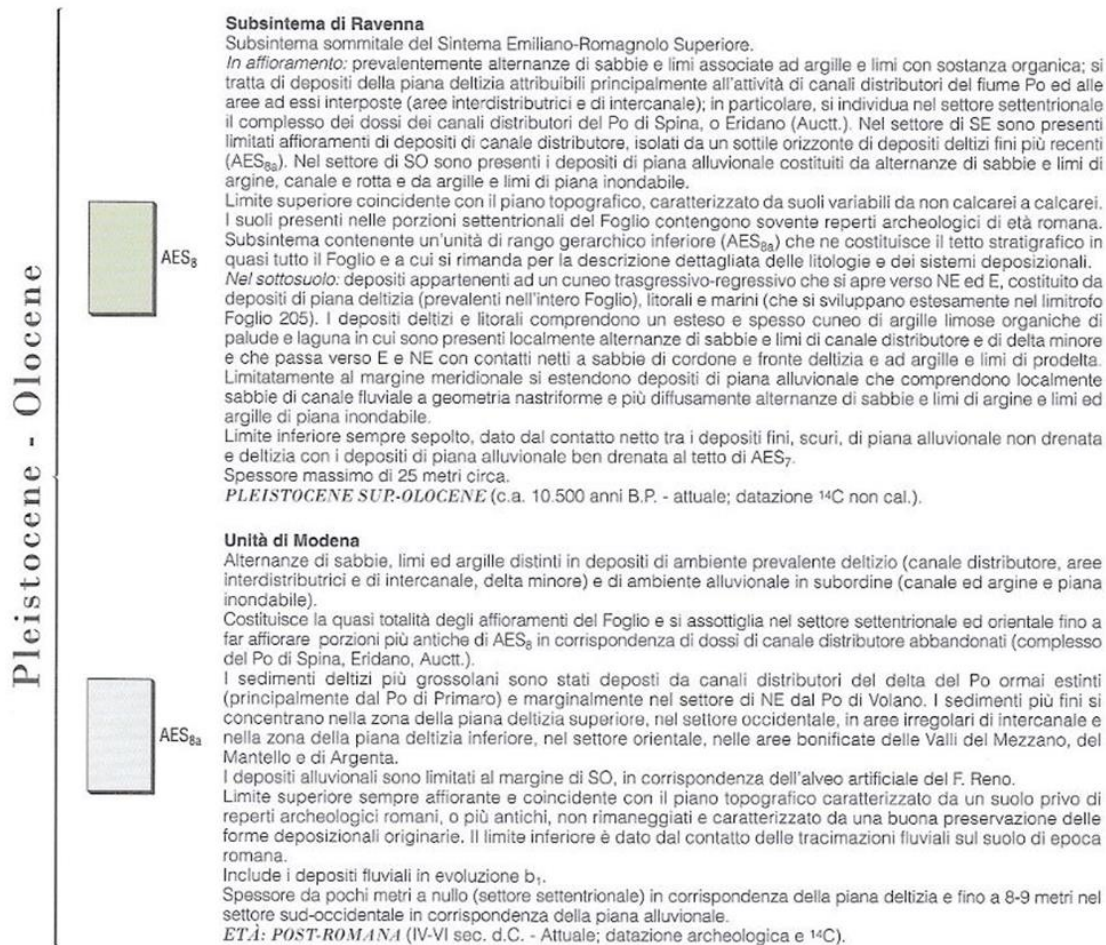 Pleistocene - Olocene
AES8
Subsintema di Ravenna
Subsintema sommitale del Sintema Emiliano-Romagnolo Superiore.
In affioramento: prevalentemente alternanze di sabbie e limi associate ad argille e limi con sostanza organica; si
tratta di depositi della piana deltizia attribuibili principalmente all'attività di canali distributori del fiume Po ed alle
aree ad essi interposte (aree interdistributrici e di intercanale); in particolare, si individua nel settore settentrionale
il complesso dei dossi dei canali distributori del Po di Spina, o Eridano (Auctt.). Nel settore di SE sono presenti
limitati affioramenti di depositi di canale distributore, isolati da un sottile orizzonte di depositi deltizi fini più recenti
(AES8a). Nel settore di SO sono presenti i depositi di piana alluvionale costituiti da alternanze di sabbie e limi di
argine, canale e rotta e da argille e limi di piana inondabile.
Limite superiore coincidente con il piano topografico, caratterizzato da suoli variabili da non calcarei a calcarei.
I suoli presenti nelle porzioni settentrionali del Foglio contengono sovente reperti archeologici di età romana.
Subsintema contenente un'unità di rango gerarchico inferiore (AES8a) che ne costituisce il tetto stratigrafico in
quasi tutto il Foglio e a cui si rimanda per la descrizione dettagliata delle litologie e dei sistemi deposizionali.
Nel sottosuolo: depositi appartenenti ad un cuneo trasgressivo-regressivo che si apre verso NE ed E, costituito da
depositi di piana deltizia (prevalenti nell'intero Foglio), litorali e marini (che si sviluppano estesamente nel limitrofo
Foglio 205). I depositi deltizi e litorali comprendono un esteso e spesso cuneo di argille limose organiche di
palude e laguna in cui sono presenti localmente alternanze di sabbie e limi di canale distributore e di delta minore
e che passa verso E e NE con contatti netti a sabbie di cordone e fronte deltizia e ad argille e limi di prodelta.
Limitatamente al margine meridionale si estendono depositi di piana alluvionale che comprendono localmente
sabbie di canale fluviale a geometria nastriforme e più diffusamente alternanze di sabbie e limi di argine e limi ed
argille di piana inondabile.
Limite inferiore sempre sepolto, dato dal contatto netto tra i depositi fini, scuri, di piana alluvionale non drenata
e deltizia con i depositi di piana alluvionale ben drenata al tetto di AES7.
Spessore massimo di 25 metri circa.
PLEISTOCENE SUP.-OLOCENE (c.a. 10.500 anni B.P. - attuale; datazione 14C non cal.).
AES8a
Unità di Modena
Alternanze di sabbie, limi ed argille distinti in depositi di ambiente prevalente deltizio (canale distributore, aree
interdistributrici e di intercanale, delta minore) e di ambiente alluvionale in subordine (canale ed argine e piana
inondabile).
Costituisce la quasi totalità degli affioramenti del Foglio e si assottiglia nel settore settentrionale ed orientale fino a
far affiorare porzioni più antiche di AES8 in corrispondenza di dossi di canale distributore abbandonati (complesso
del Po di Spina, Eridano, Auctt.).
I sedimenti deltizi più grossolani sono stati deposti da canali distributori del delta del Po ormai estinti
(principalmente dal Po di Primaro) e marginalmente nel settore di NE dal Po di Volano. I sedimenti più fini si
concentrano nella zona della piana deltizia superiore, nel settore occidentale, in aree irregolari di intercanale e
nella zona della piana deltizia inferiore, nel settore orientale, nelle aree bonificate delle Valli del Mezzano, del
Mantello e di Argenta.
I depositi alluvionali sono limitati al margine di SO, in corrispondenza dell'alveo artificiale del F. Reno.
Limite superiore sempre affiorante e coincidente con il piano topografico caratterizzato da un suolo privo di
reperti archeologici romani, o più antichi, non rimaneggiati e caratterizzato da una buona preservazione delle
forme deposizionali originarie. Il limite inferiore è dato dal contatto delle tracimazioni fluviali sul suolo di epoca
romana.
Include i depositi fluviali in evoluzione b1.
Spessore da pochi metri a nullo (settore settentrionale) in corrispondenza della piana deltizia e fino a 8-9 metri nel
settore sud-occidentale in corrispondenza della piana alluvionale.
ETÀ: POST-ROMANA (IV-VI sec. d.C. - Attuale; datazione archeologica e 14C).